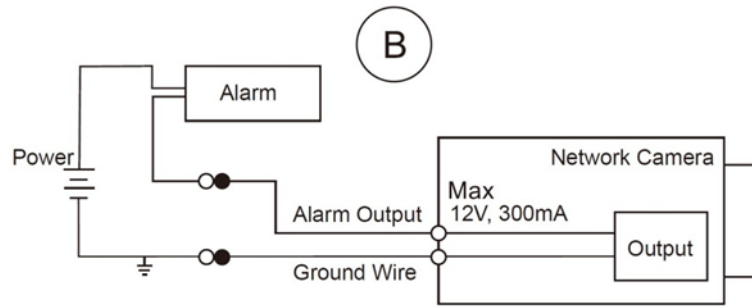 B
Alarm
Power
Network Camera
Max
12V, 300mA
Alarm Output
Output
Ground Wire